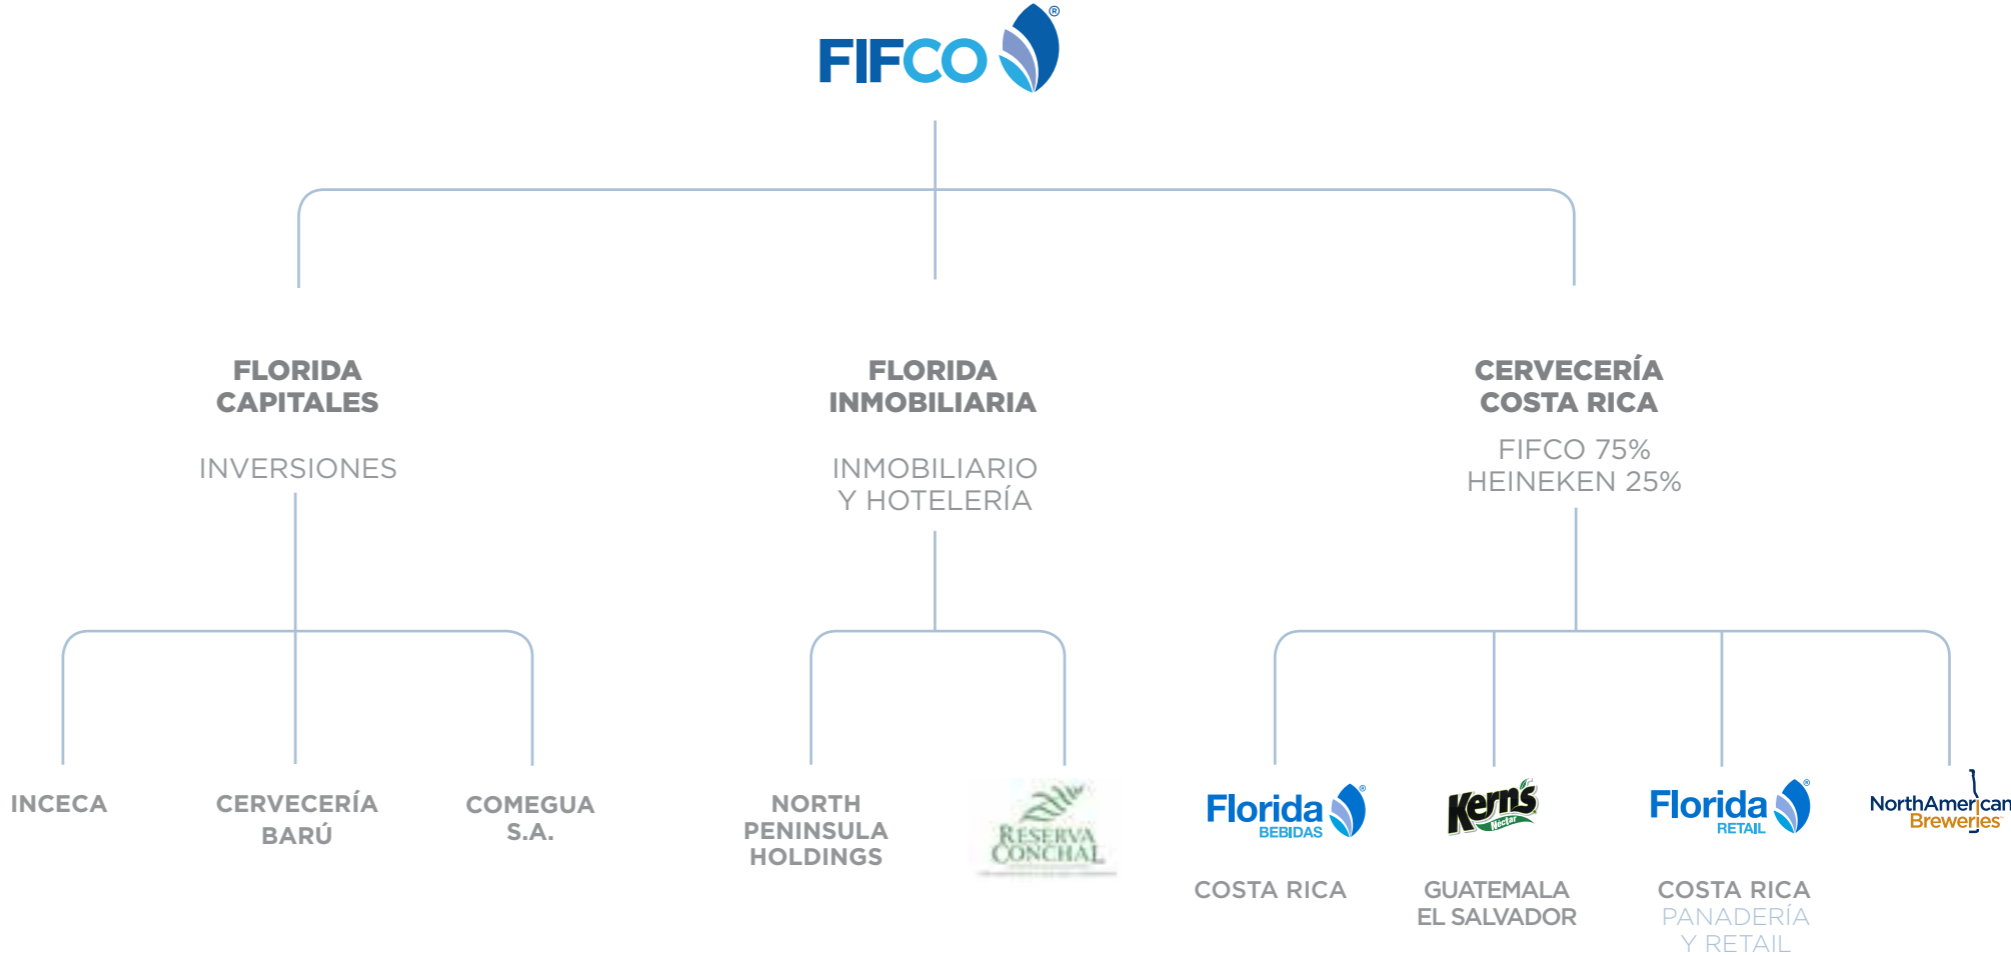 FIFCO®
FLORIDA
CAPITALES
INVERSIONES
FLORIDA
INMOBILIARIA
INMOBILIARIO
Y HOTELERÍA
CERVECERÍA
COSTA RICA
FIFCO 75%
HEINEKEN 25%
INCECA
CERVECERÍA
BARÚ
COMEGUA
S.A.
NORTH
PENINSULA
HOLDINGS
RESERVA
CONCHAL
Florida®
BEBIDAS
COSTA RICA
Kern's
Néctar
GUATEMALA
EL SALVADOR
Florida®
RETAIL
COSTA RICA
PANADERÍA
Y RETAIL
NorthAmerican
Breweries